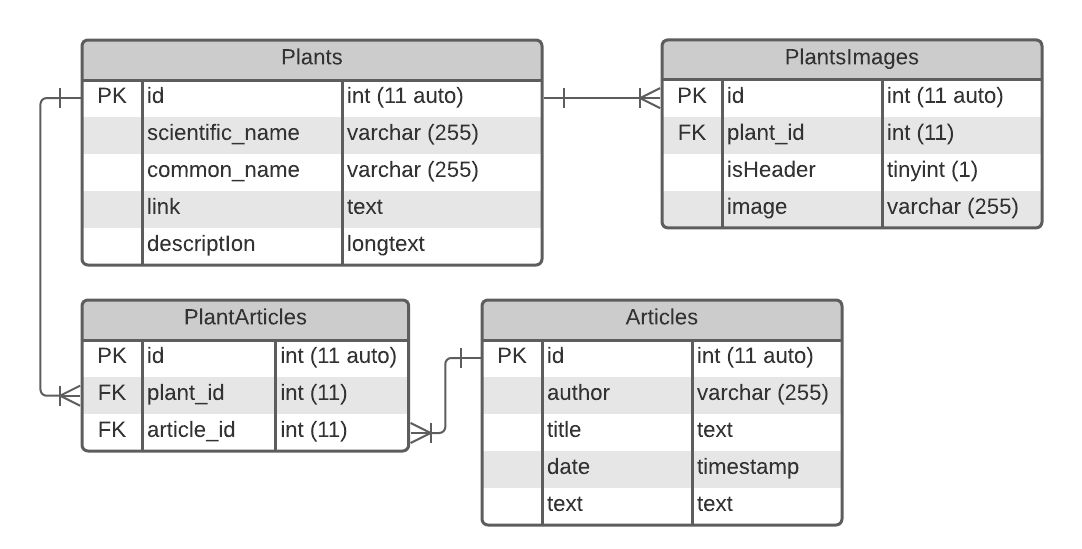 Plants
PK id int (11 auto)
scientific_name varchar (255)
common_name varchar (255)
link text
descriptIon longtext
PlantsImages
PK id int (11 auto)
FK plant_id int (11)
isHeader tinyint (1)
image varchar (255)
PlantArticles
PK id int (11 auto)
FK plant_id int (11)
FK article_id int (11)
Articles
PK id int (11 auto)
author varchar (255)
title text
date timestamp
text text